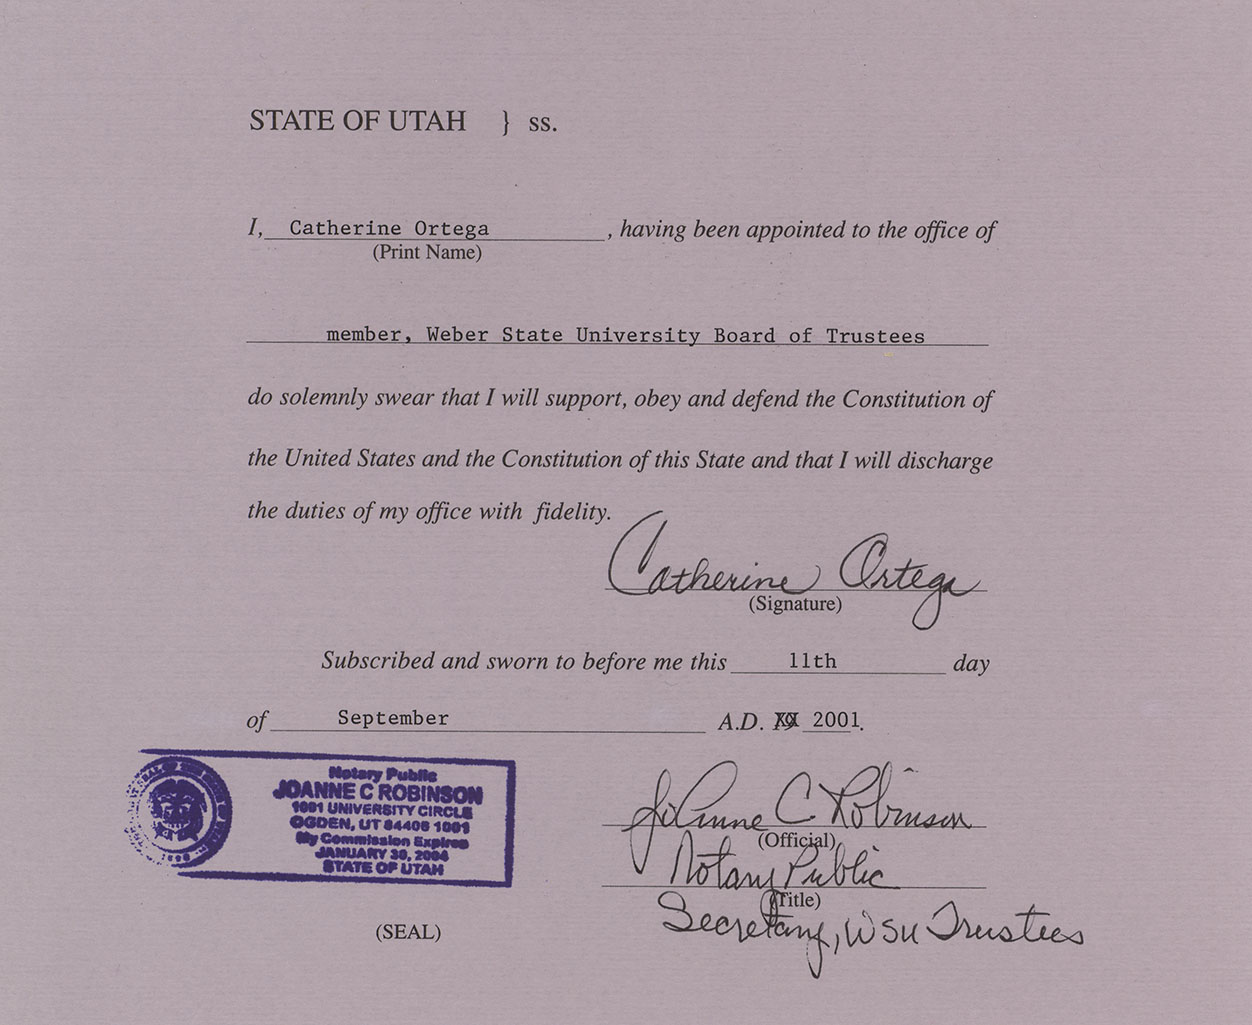 STATE OF UTAH } ss.
I, Catherine Ortega, having been appointed to the office of
(Print Name)
member, Weber State University Board of Trustees
do solemnly swear that I will support, obey and defend the Constitution of
the United States and the Constitution of this State and that I will discharge
the duties of my office with fidelity.
Catherine Ortega
(Signature)
Subscribed and sworn to before me this 11th day
of September A.D. 2001.
Notary Public
JOANNE C ROBINSON
1001 UNIVERSITY CIRCLE
OGDEN, UT 84408 1001
My Commission Expires
JANUARY 30, 2004
STATE OF UTAH
JoAnne C Robinson
(Official)
Notary Public
(Title)
Secretary, WSU Trustees
(SEAL)